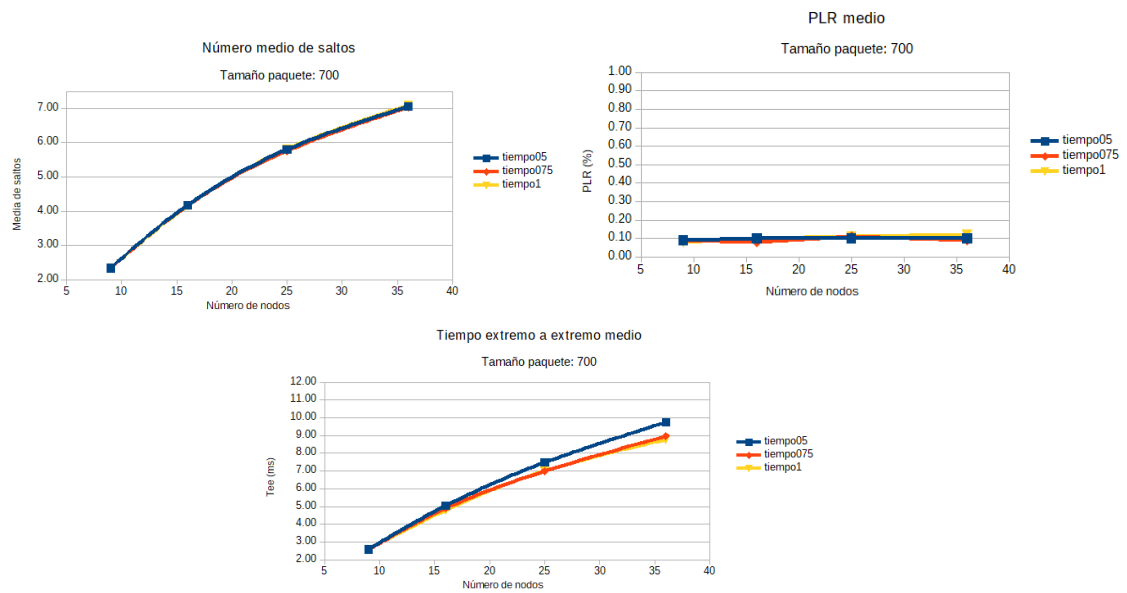 Número medio de saltos
Tamaño paquete: 700
7.00
6.00
5.00
4.00
3.00
2.00
5 10 15 20 25 30 35 40
Media de saltos
Número de nodos
tiempo05
tiempo075
tiempo1
PLR medio
Tamaño paquete: 700
1.00
0.90
0.80
0.70
0.60
0.50
0.40
0.30
0.20
0.10
0.00
5 10 15 20 25 30 35 40
PLR (%)
Número de nodos
tiempo05
tiempo075
tiempo1
Tiempo extremo a extremo medio
Tamaño paquete: 700
12.00
11.00
10.00
9.00
8.00
7.00
6.00
5.00
4.00
3.00
2.00
5 10 15 20 25 30 35 40
Tee (ms)
Número de nodos
tiempo05
tiempo075
tiempo1